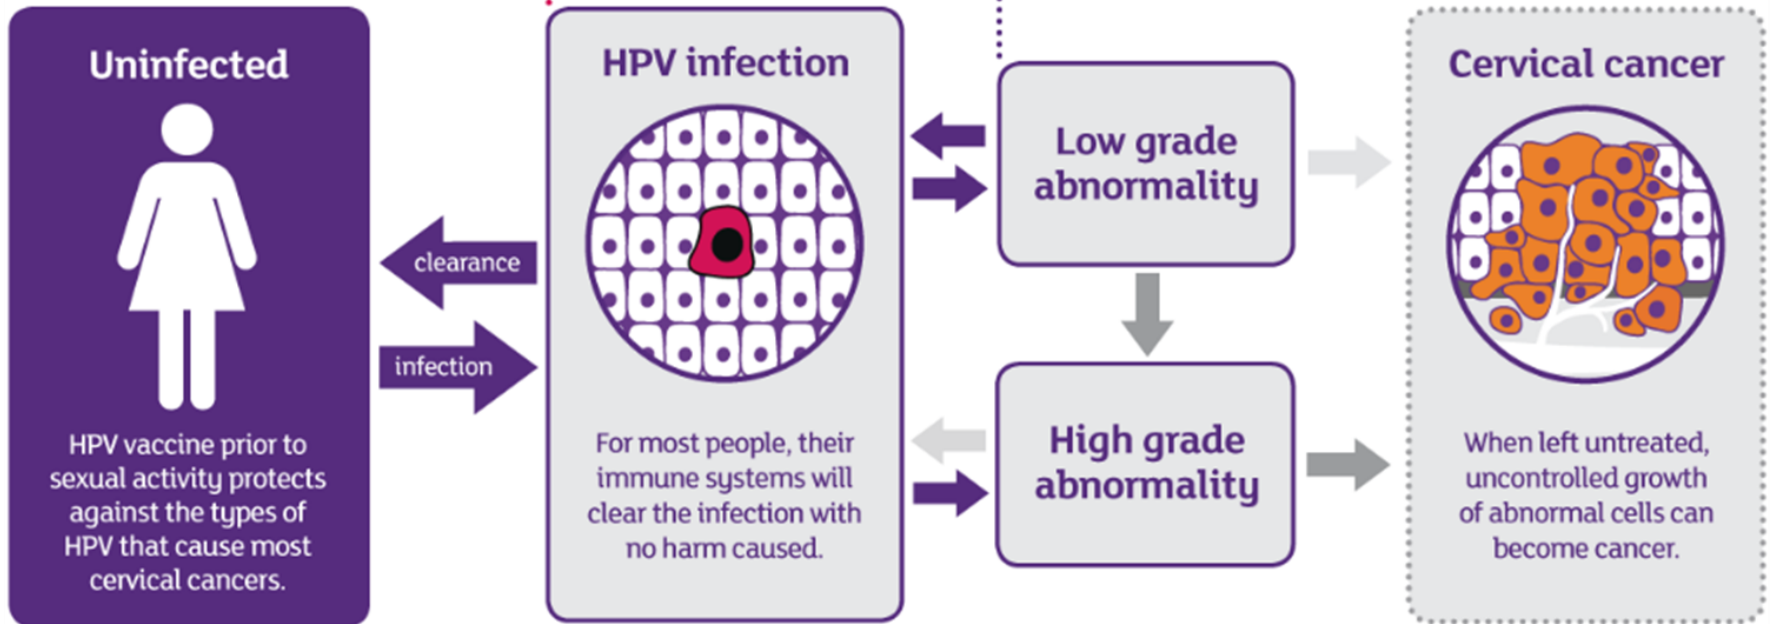 Uninfected
HPV vaccine prior to
sexual activity protects
against the types of
HPV that cause most
cervical cancers.
clearance
infection
HPV infection
For most people, their
immune systems will
clear the infection with
no harm caused.
Low grade
abnormality
High grade
abnormality
Cervical cancer
When left untreated,
uncontrolled growth
of abnormal cells can
become cancer.